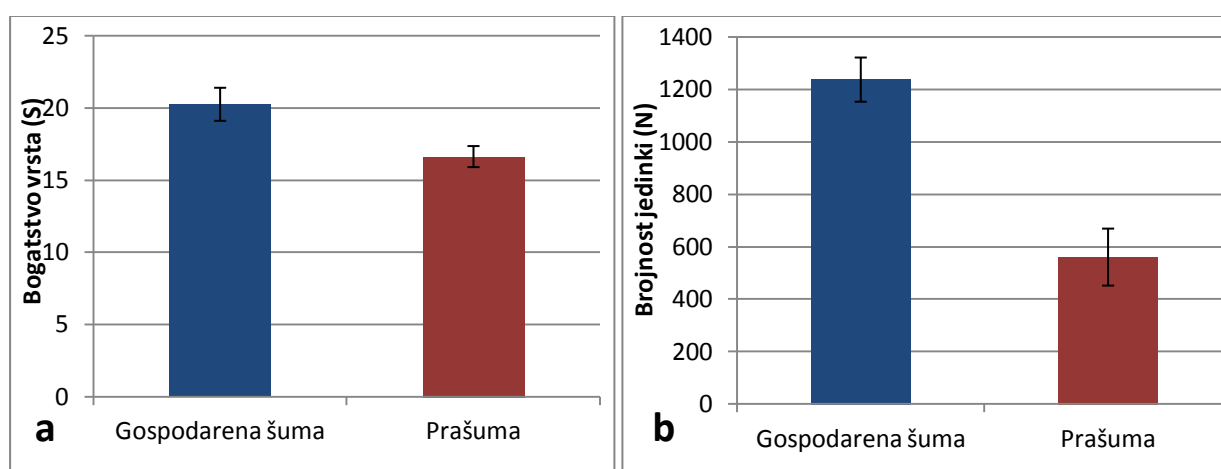 Bogatstvo vrsta (S)
25
20
15
10
5
0
Gospodarena šuma
Prašuma
a
Brojnost jedinki (N)
1400
1200
1000
800
600
400
200
0
Gospodarena šuma
Prašuma
b